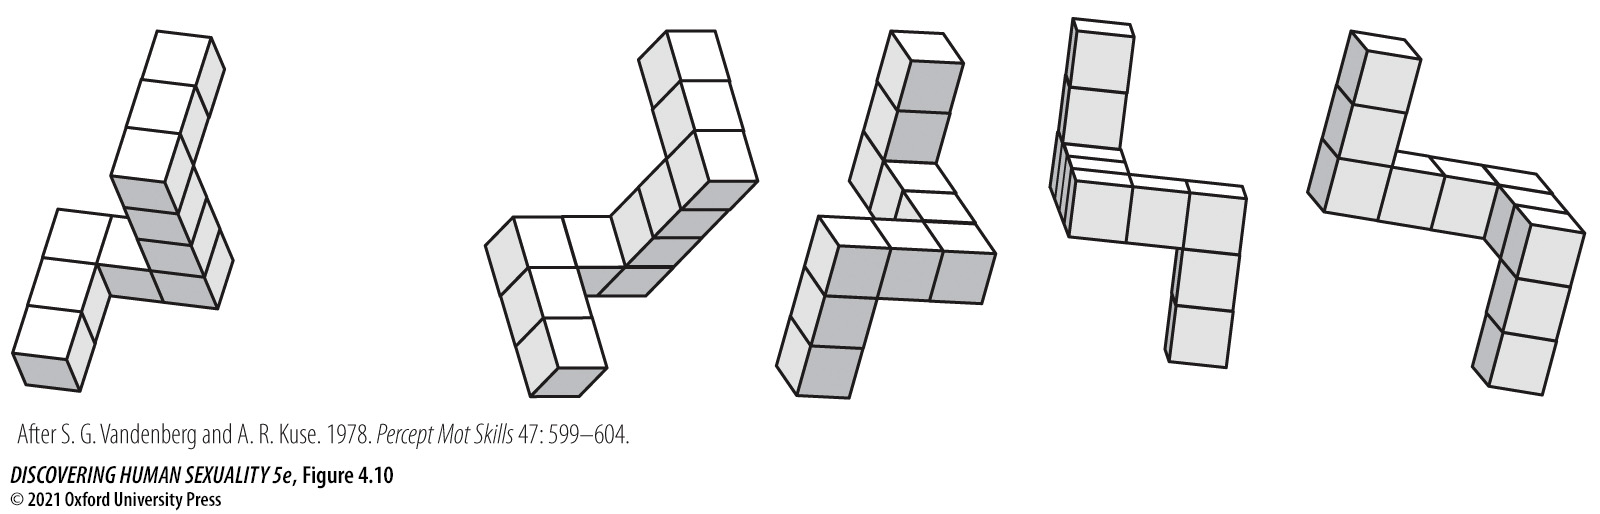 After S. G. Vandenberg and A. R. Kuse. 1978. Percept Mot Skills 47: 599–604.
DISCOVERING HUMAN SEXUALITY 5e, Figure 4.10
© 2021 Oxford University Press